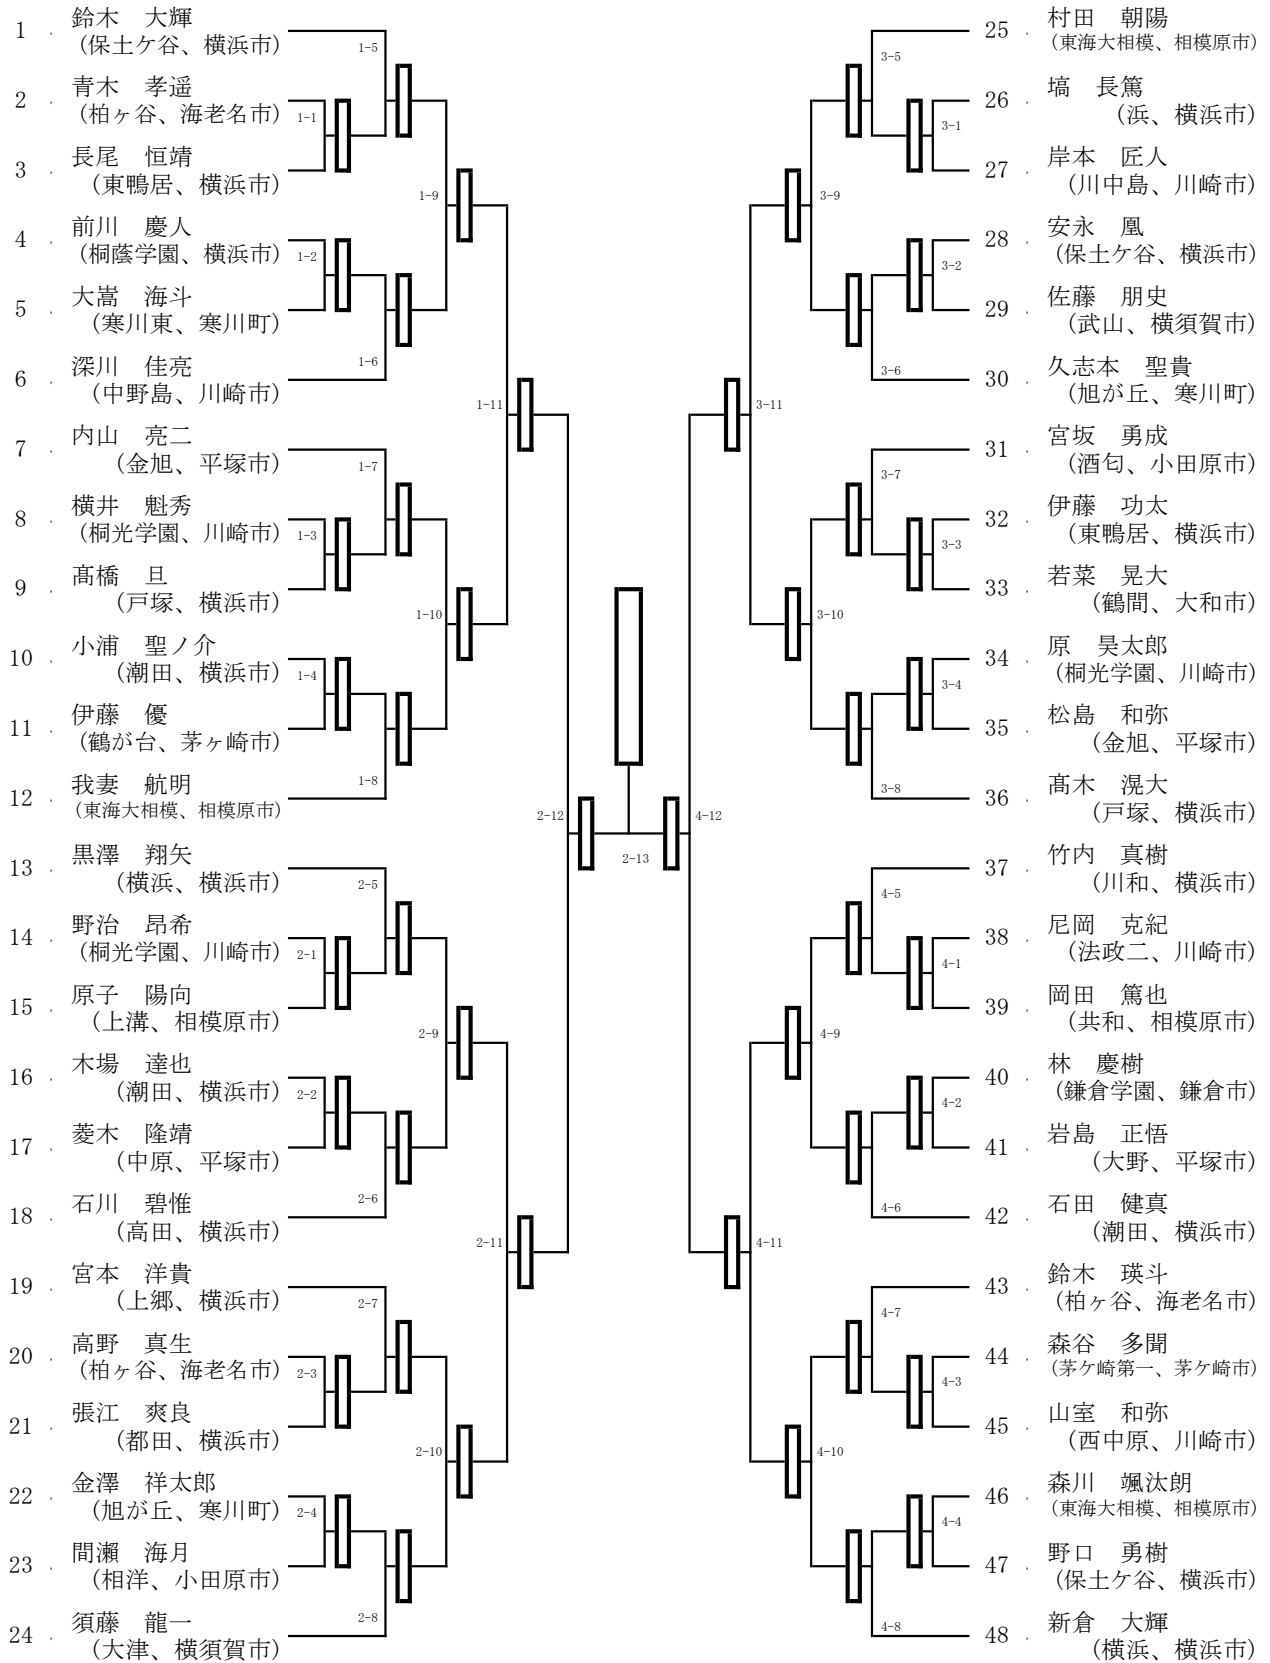 1 . 鈴木 大輝
(保土ケ谷、横浜市)
1-5
2 . 青木 孝遥
(柏ヶ谷、海老名市)
1-1
3 . 長尾 恒靖
(東鴨居、横浜市)
1-9
4 . 前川 慶人
(桐蔭学園、横浜市)
1-2
5 . 大嵩 海斗
(寒川東、寒川町)
6 . 深川 佳亮
(中野島、川崎市)
1-6
1-11
7 . 内山 亮二
(金旭、平塚市)
1-7
8 . 横井 魁秀
(桐光学園、川崎市)
1-3
9 . 髙橋 旦
(戸塚、横浜市)
1-10
10 . 小浦 聖ノ介
(潮田、横浜市)
1-4
11 . 伊藤 優
(鶴が台、茅ヶ崎市)
12 . 我妻 航明
(東海大相模、相模原市)
1-8
2-12
13 . 黒澤 翔矢
(横浜、横浜市)
2-5
14 . 野治 昂希
(桐光学園、川崎市)
2-1
15 . 原子 陽向
(上溝、相模原市)
2-9
16 . 木場 達也
(潮田、横浜市)
2-2
17 . 菱木 隆靖
(中原、平塚市)
18 . 石川 碧惟
(高田、横浜市)
2-6
2-11
19 . 宮本 洋貴
(上郷、横浜市)
2-7
20 . 高野 真生
(柏ヶ谷、海老名市)
2-3
21 . 張江 爽良
(都田、横浜市)
2-10
22 . 金澤 祥太郎
(旭が丘、寒川町)
2-4
23 . 間瀬 海月
(相洋、小田原市)
24 . 須藤 龍一
(大津、横須賀市)
2-8
2-13
25 . 村田 朝陽
(東海大相模、相模原市)
3-5
26 . 塙 長篤
(浜、横浜市)
3-1
27 . 岸本 匠人
(川中島、川崎市)
3-9
28 . 安永 凰
(保土ケ谷、横浜市)
3-2
29 . 佐藤 朋史
(武山、横須賀市)
30 . 久志本 聖貴
(旭が丘、寒川町)
3-6
3-11
31 . 宮坂 勇成
(酒匂、小田原市)
3-7
32 . 伊藤 功太
(東鴨居、横浜市)
3-3
33 . 若菜 晃大
(鶴間、大和市)
3-10
34 . 原 昊太郎
(桐光学園、川崎市)
3-4
35 . 松島 和弥
(金旭、平塚市)
36 . 髙木 滉大
(戸塚、横浜市)
3-8
4-12
37 . 竹内 真樹
(川和、横浜市)
4-5
38 . 尼岡 克紀
(法政二、川崎市)
4-1
39 . 岡田 篤也
(共和、相模原市)
4-9
40 . 林 慶樹
(鎌倉学園、鎌倉市)
4-2
41 . 岩島 正悟
(大野、平塚市)
42 . 石田 健真
(潮田、横浜市)
4-6
4-11
43 . 鈴木 瑛斗
(柏ヶ谷、海老名市)
4-7
44 . 森谷 多聞
(茅ケ崎第一、茅ケ崎市)
4-3
45 . 山室 和弥
(西中原、川崎市)
4-10
46 . 森川 颯汰朗
(東海大相模、相模原市)
4-4
47 . 野口 勇樹
(保土ケ谷、横浜市)
48 . 新倉 大輝
(横浜、横浜市)
4-8